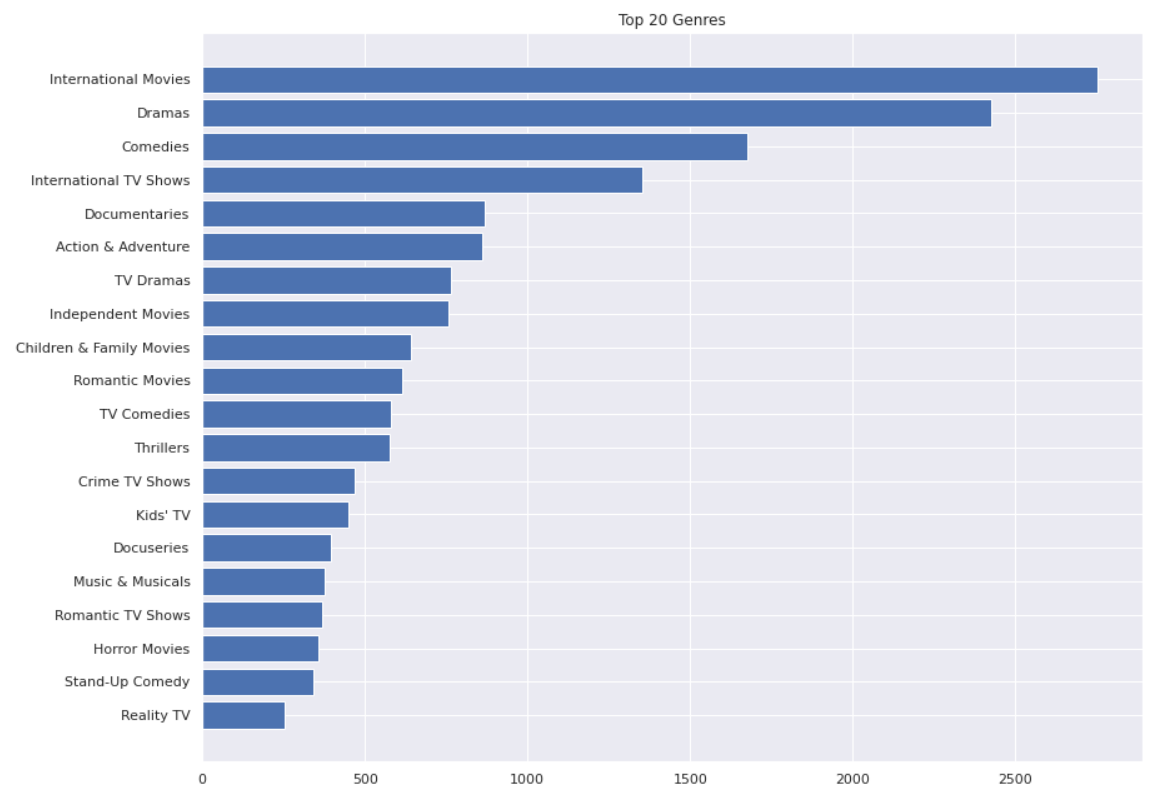 Top 20 Genres
International Movies
Dramas
Comedies
International TV Shows
Documentaries
Action & Adventure
TV Dramas
Independent Movies
Children & Family Movies
Romantic Movies
TV Comedies
Thrillers
Crime TV Shows
Kids' TV
Docuseries
Music & Musicals
Romantic TV Shows
Horror Movies
Stand-Up Comedy
Reality TV
0 500 1000 1500 2000 2500